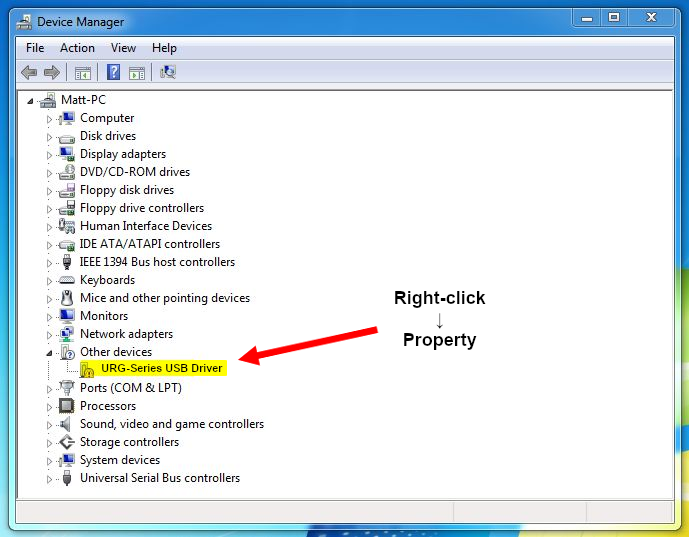 Device Manager
File Action View Help
Matt-PC
Computer
Disk drives
Display adapters
DVD/CD-ROM drives
Floppy disk drives
Floppy drive controllers
Human Interface Devices
IDE ATA/ATAPI controllers
IEEE 1394 Bus host controllers
Keyboards
Mice and other pointing devices
Monitors
Network adapters
Other devices
URG-Series USB Driver
Ports (COM & LPT)
Processors
Sound, video and game controllers
Storage controllers
System devices
Universal Serial Bus controllers
Right-click
↓
Property